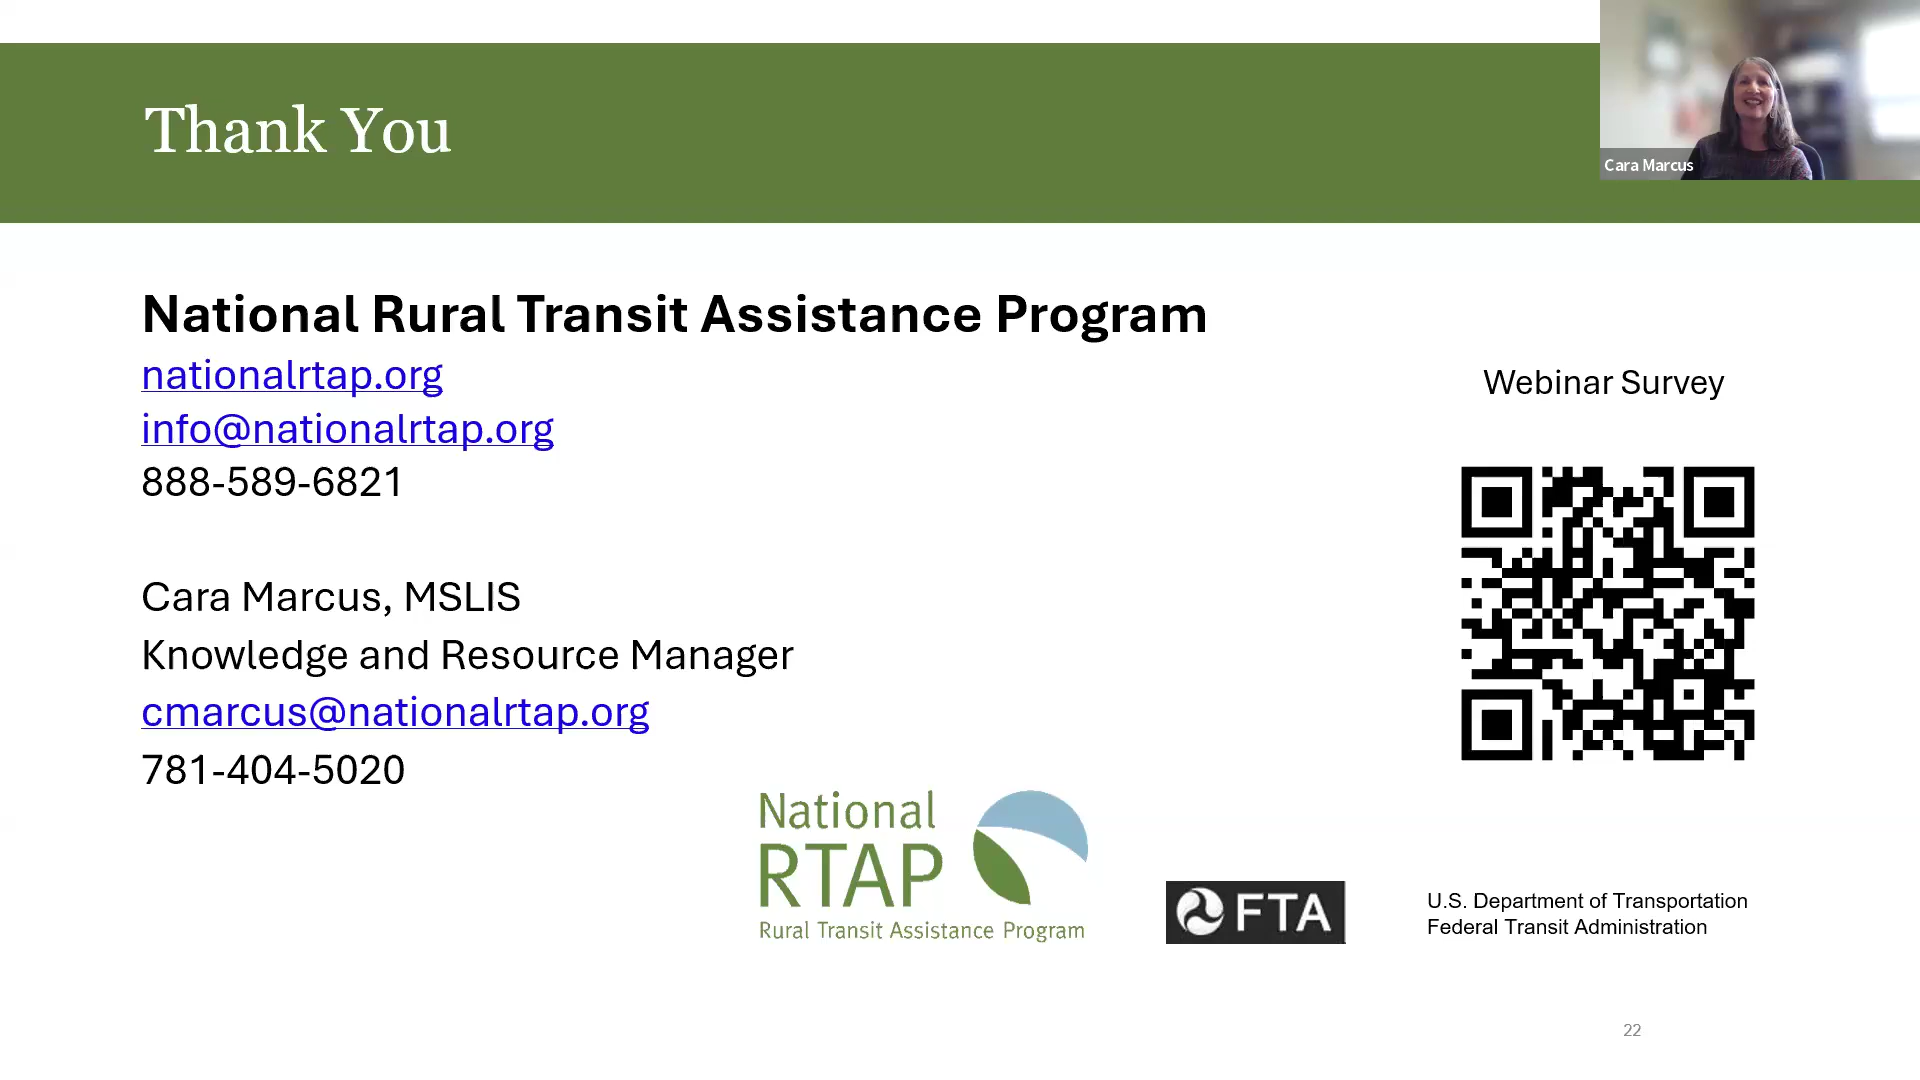 Thank You
Cara Marcus
National Rural Transit Assistance Program
nationalrtap.org
info@nationalrtap.org
888-589-6821
Webinar Survey
Cara Marcus, MSLIS
Knowledge and Resource Manager
cmarcus@nationalrtap.org
781-404-5020
National
RTAP
Rural Transit Assistance Program
FTA
U.S. Department of Transportation
Federal Transit Administration
22